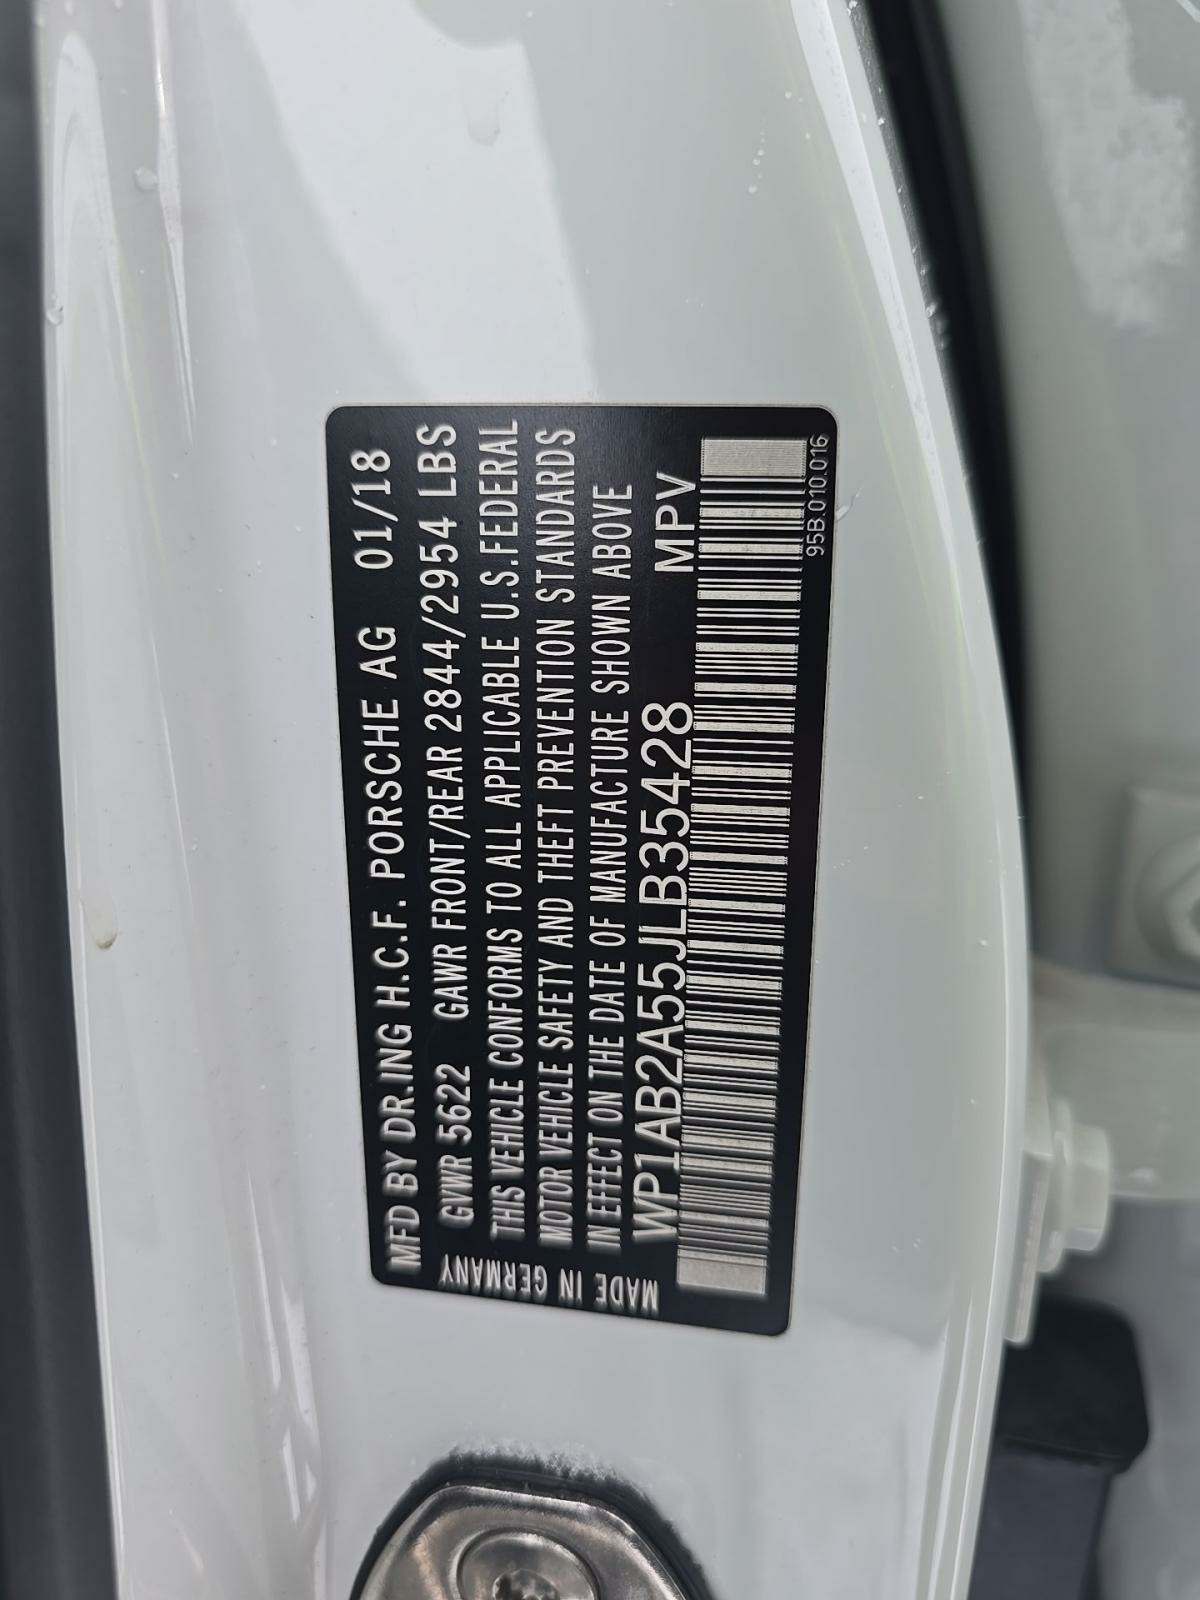 MFD BY DR.ING H.C.F. PORSCHE AG 01/18
GVWR 5622 GAWR FRONT/REAR 2844/2954 LBS
THIS VEHICLE CONFORMS TO ALL APPLICABLE U.S.FEDERAL
MOTOR VEHICLE SAFETY AND THEFT PREVENTION STANDARDS
IN EFFECT ON THE DATE OF MANUFACTURE SHOWN ABOVE
WP1AB2A55JLB35428 MPV
95B.010.016
MADE IN GERMANY